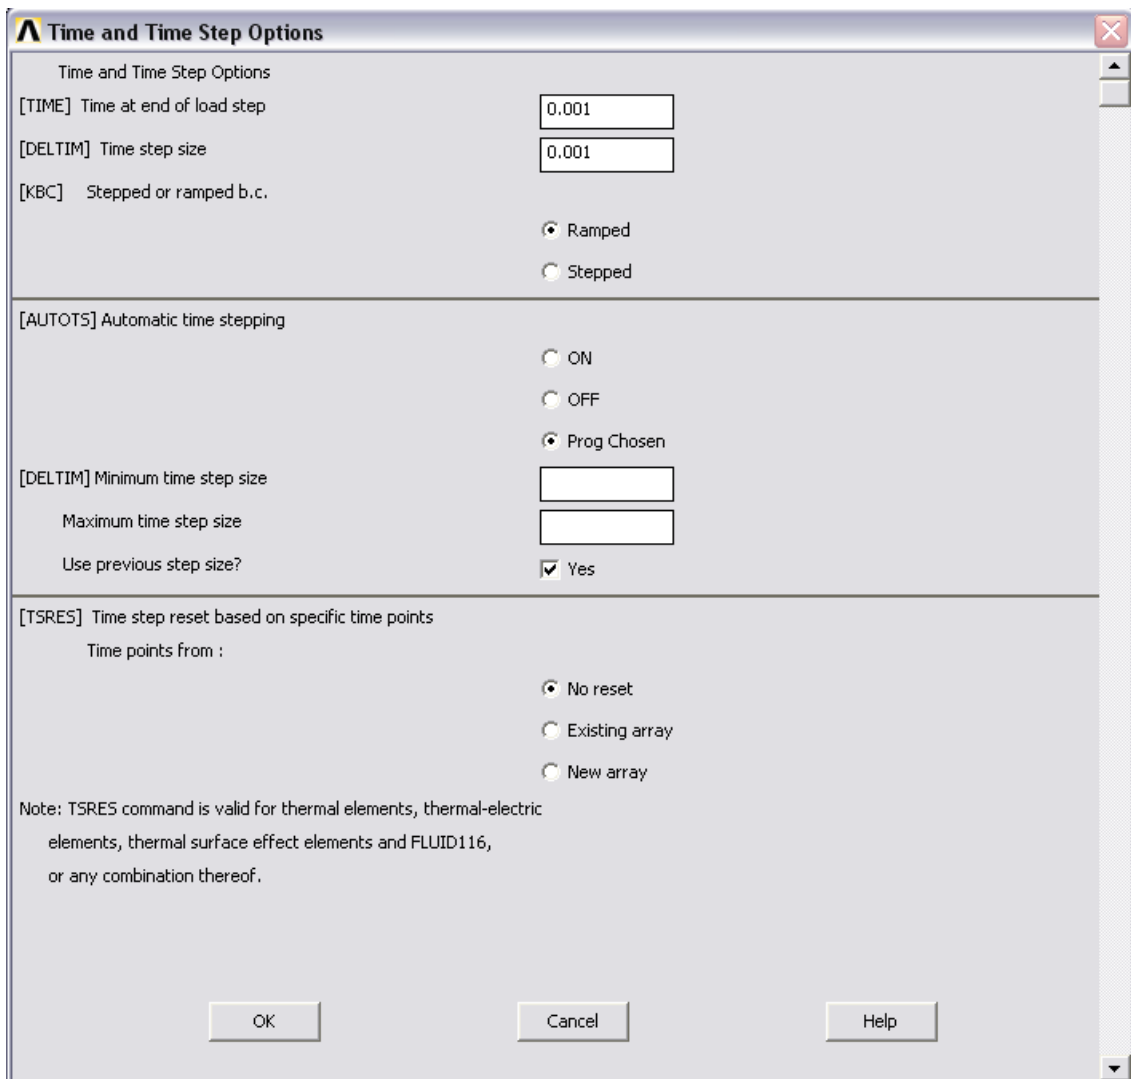 Time and Time Step Options
Time and Time Step Options
[TIME] Time at end of load step
0.001
[DELTIM] Time step size
0.001
[KBC] Stepped or ramped b.c.
Ramped
Stepped
[AUTOTS] Automatic time stepping
ON
OFF
Prog Chosen
[DELTIM] Minimum time step size
Maximum time step size
Use previous step size?
Yes
[TSRES] Time step reset based on specific time points
Time points from :
No reset
Existing array
New array
Note: TSRES command is valid for thermal elements, thermal-electric
elements, thermal surface effect elements and FLUID116,
or any combination thereof.
OK
Cancel
Help